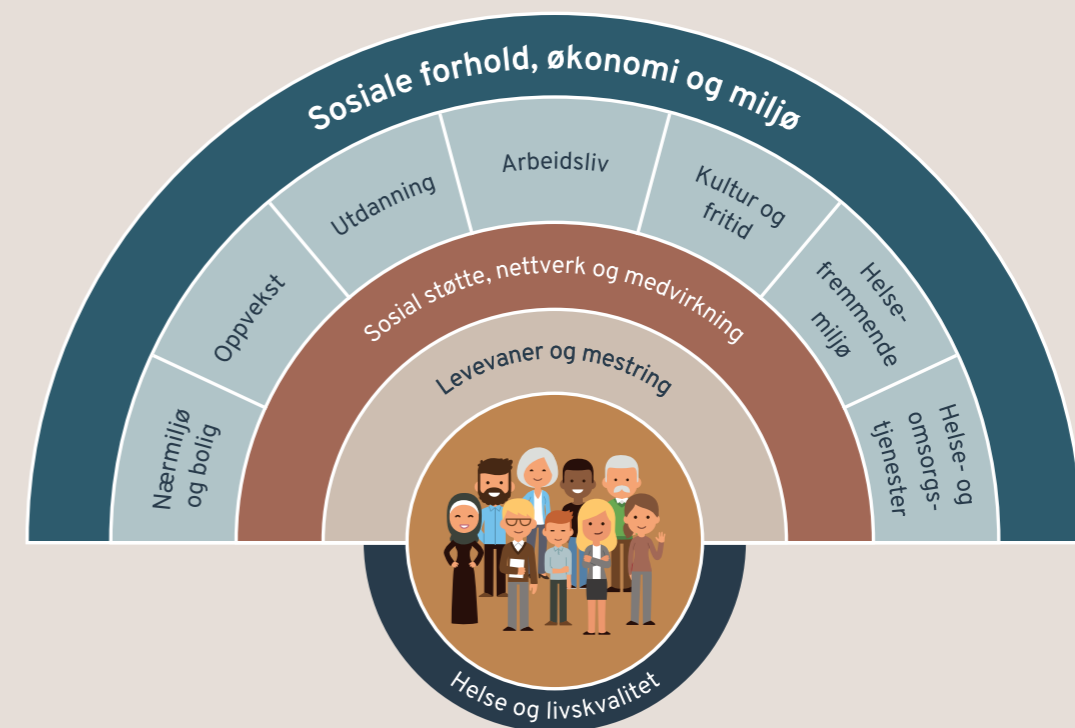 Sosiale forhold, økonomi og miljø
Nærmiljø
og bolig
Oppvekst
Utdanning
Arbeidsliv
Kultur og
fritid
Helse-
fremmende
miljø
Helse- og
omsorgs-
tjenester
Sosial støtte, nettverk og medvirkning
Levevaner og mestring
Helse og livskvalitet